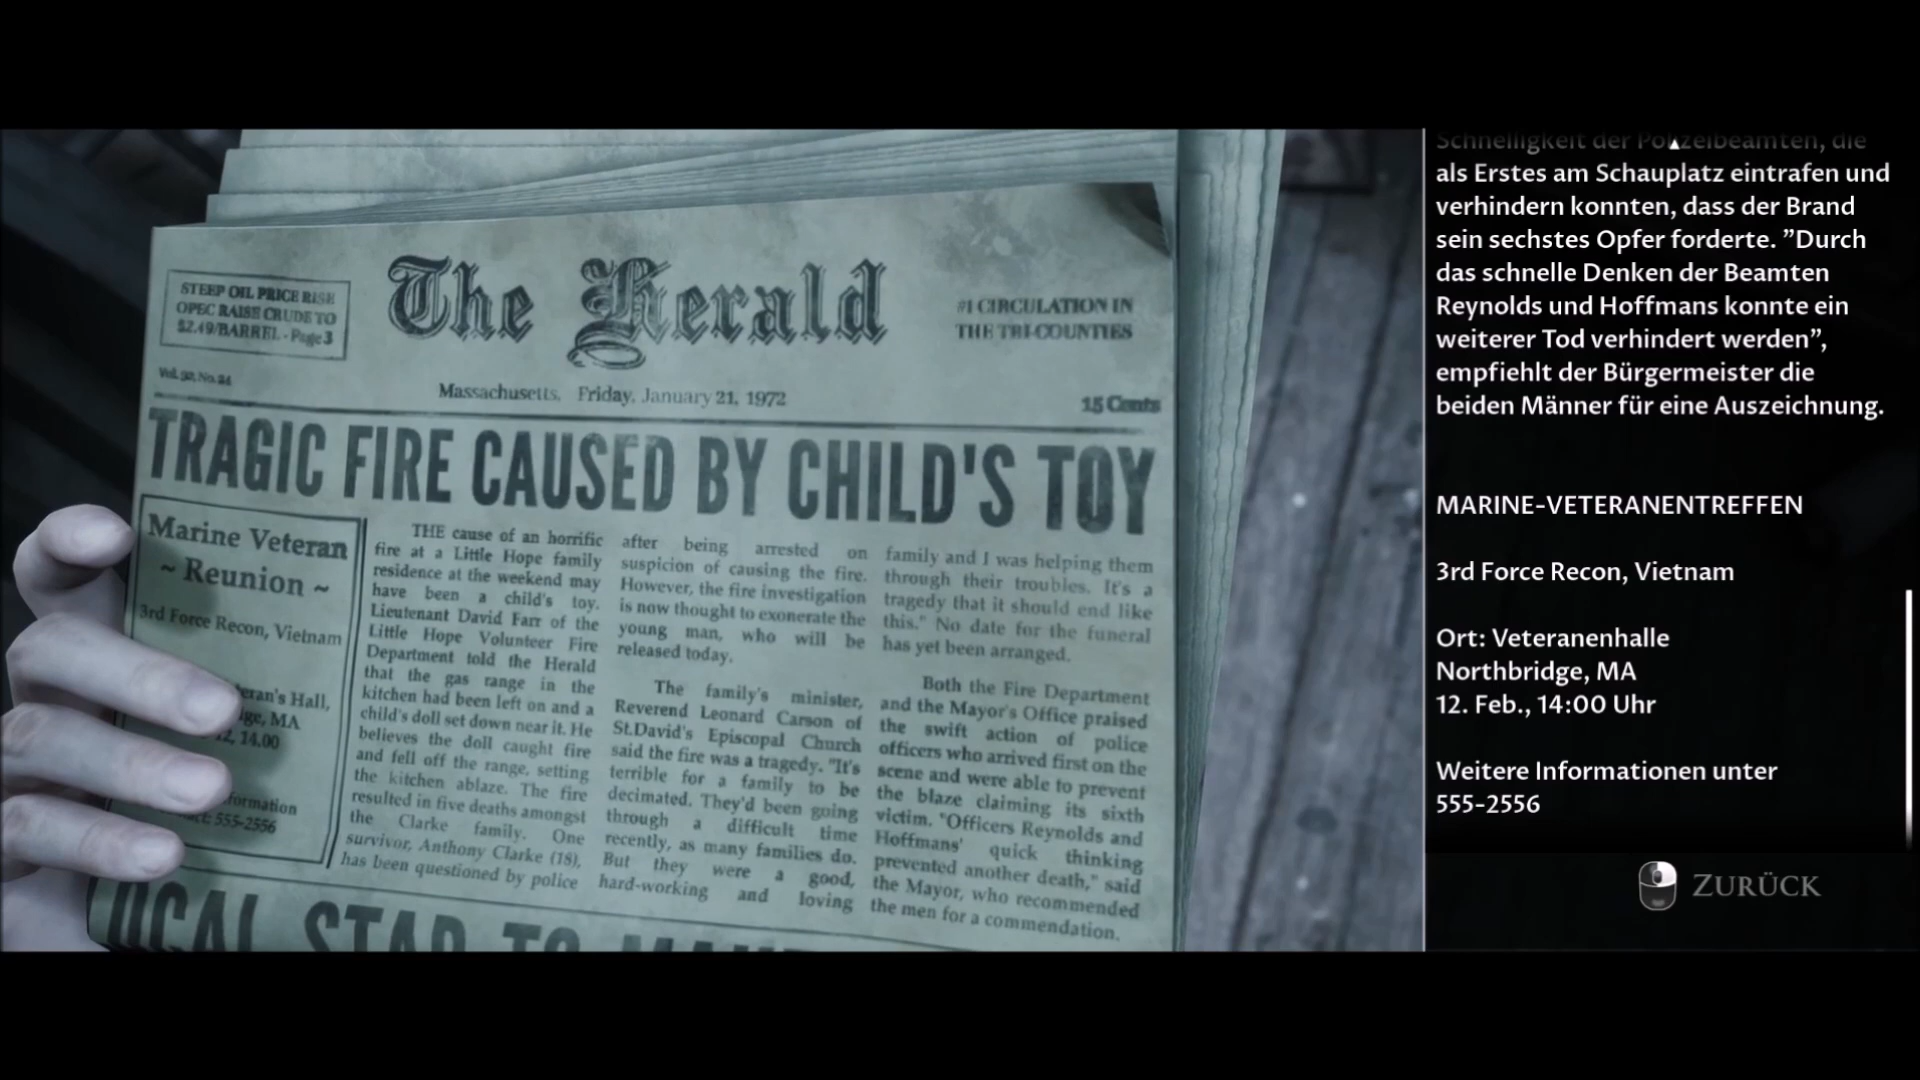 STEEP OIL PRICE RISE
OPEC RAISE CRUDE TO
$2.49/BARREL - Page 3
The Herald
#1 CIRCULATION IN
THE TRI-COUNTIES
Massachusetts, Friday, January 21, 1972
15 Cents
TRAGIC FIRE CAUSED BY CHILD'S TOY
Marine Veteran
~ Reunion ~
3rd Force Recon, Vietnam
eran's Hall,
ge, MA
2, 14.00
formation
555-2556
THE cause of an horrific
fire at a Little Hope family
residence at the weekend may
have been a child's toy.
Lieutenant David Farr of the
Little Hope Volunteer Fire
Department told the Herald
that the gas range in the
kitchen had been left on and a
child's doll set down near it. He
believes the doll caught fire
and fell off the range, setting
the kitchen ablaze. The fire
resulted in five deaths amongst
the Clarke family. One
survivor, Anthony Clarke (18),
has been questioned by police
after being arrested on
suspicion of causing the fire.
However, the fire investigation
is now thought to exonerate the
young man, who will be
released today.
The family's minister,
Reverend Leonard Carson of
St.David's Episcopal Church
said the fire was a tragedy. "It's
terrible for a family to be
decimated. They'd been going
through a difficult time
recently, as many families do.
But they were a good,
hard-working and loving
family and I was helping them
through their troubles. It's a
tragedy that it should end like
this." No date for the funeral
has yet been arranged.
Both the Fire Department
and the Mayor's Office praised
the swift action of police
officers who arrived first on the
scene and were able to prevent
the blaze claiming its sixth
victim. "Officers Reynolds and
Hoffmans' quick thinking
prevented another death," said
the Mayor, who recommended
the men for a commendation.
LOCAL STAR TO
Schnelligkeit der Polizeibeamten, die
als Erstes am Schauplatz eintrafen und
verhindern konnten, dass der Brand
sein sechstes Opfer forderte. ”Durch
das schnelle Denken der Beamten
Reynolds und Hoffmans konnte ein
weiterer Tod verhindert werden”,
empfiehlt der Bürgermeister die
beiden Männer für eine Auszeichnung.
MARINE-VETERANENTREFFEN
3rd Force Recon, Vietnam
Ort: Veteranenhalle
Northbridge, MA
12. Feb., 14:00 Uhr
Weitere Informationen unter
555-2556
ZURÜCK